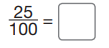 25/100 =